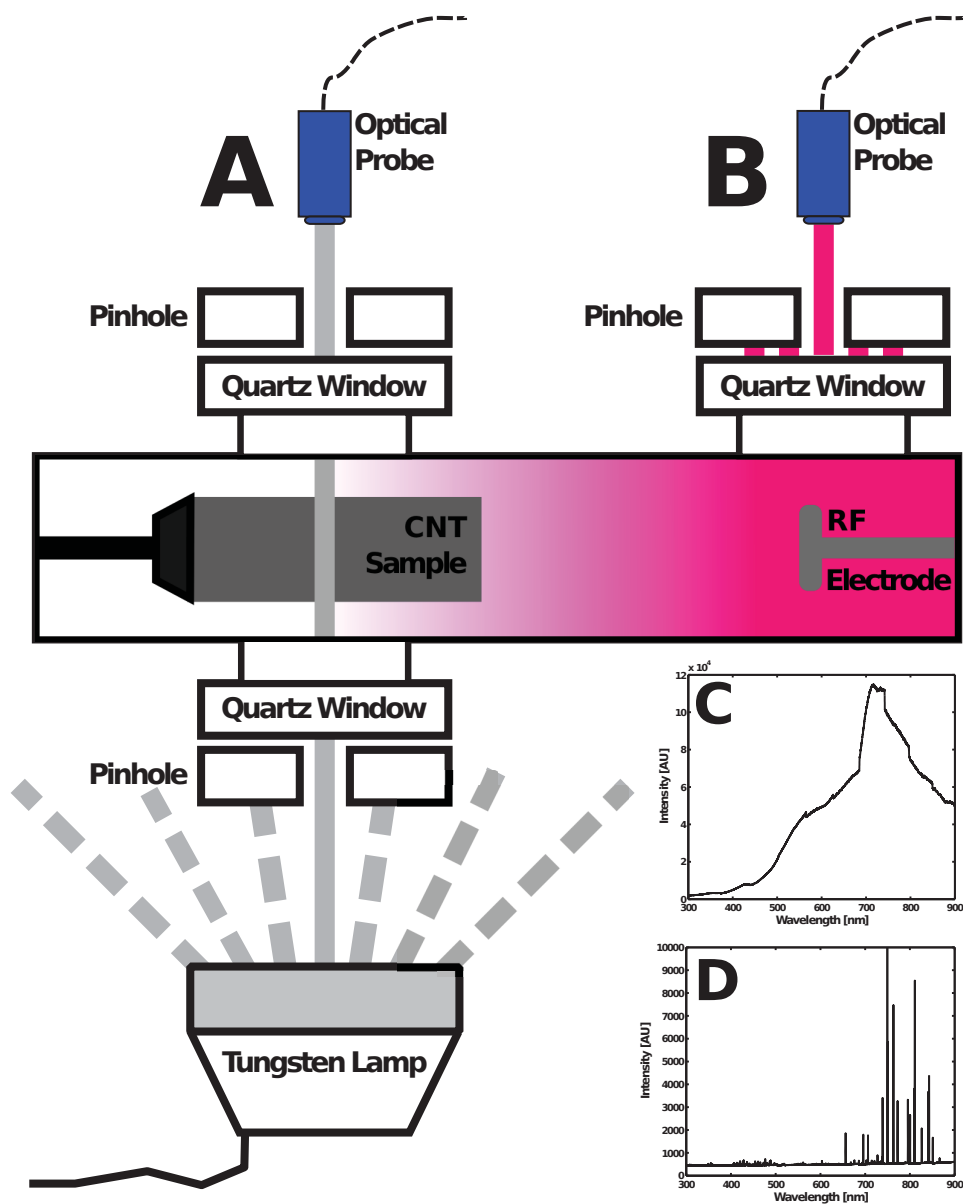 A
Optical
Probe
B
Optical
Probe
Pinhole
Pinhole
Quartz Window
Quartz Window
CNT
Sample
RF
Electrode
Quartz Window
Pinhole
Tungsten Lamp
C
x 10^4
12
10
8
6
4
2
0
Intensity [AU]
300 400 500 600 700 800 900
Wavelength [nm]
D
10000
9000
8000
7000
6000
5000
4000
3000
2000
1000
0
Intensity [AU]
300 400 500 600 700 800 900
Wavelength [nm]